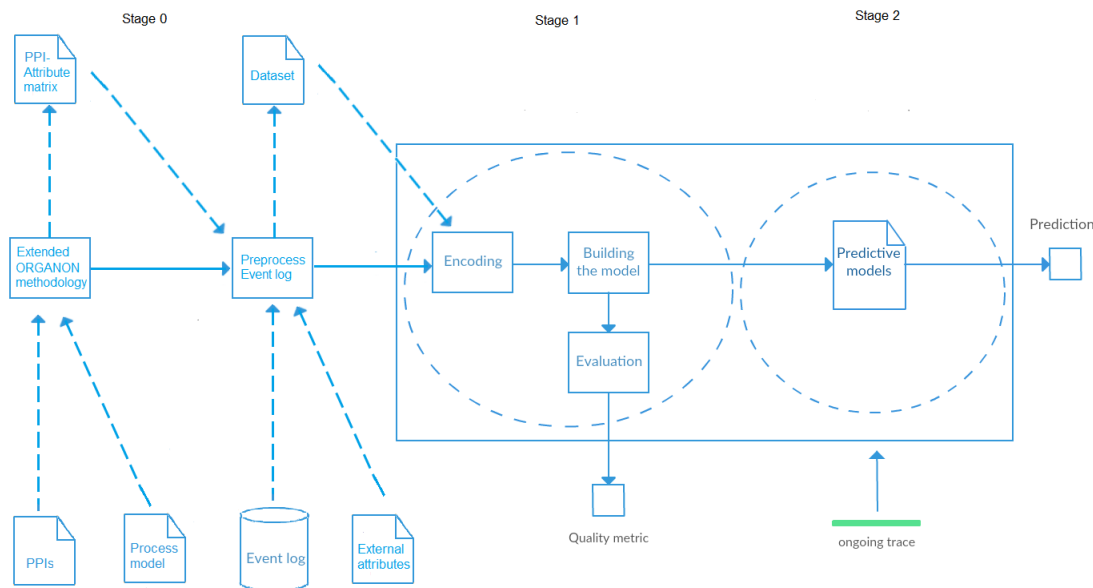 Stage 0
Stage 1
Stage 2
PPI-
Attribute
matrix
Dataset
Extended
ORGANON
methodology
Preprocess
Event log
Encoding
Building
the model
Predictive
models
Prediction
Evaluation
PPIs
Process
model
Event log
External
attributes
Quality metric
ongoing trace